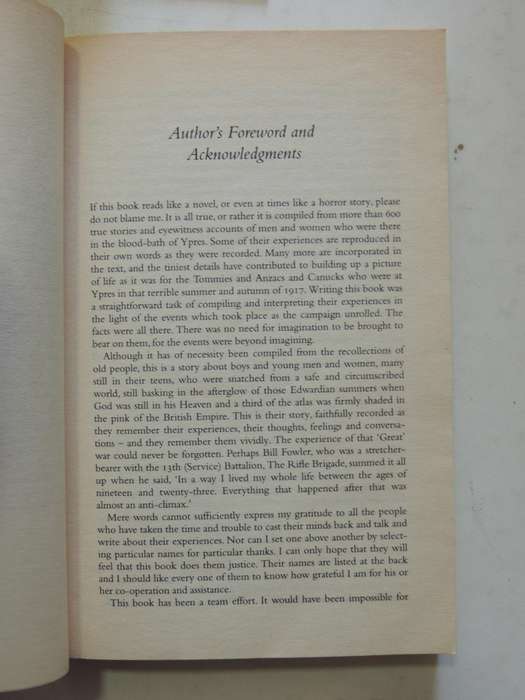 Author's Foreword and
Acknowledgments
If this book reads like a novel, or even at times like a horror story, please
do not blame me. It is all true, or rather it is compiled from more than 600
true stories and eyewitness accounts of men and women who were there
in the blood-bath of Ypres. Some of their experiences are reproduced in
their own words as they were recorded. Many more are incorporated in
the text, and the tiniest details have contributed to building up a picture
of life as it was for the Tommies and Anzacs and Canucks who were at
Ypres in that terrible summer and autumn of 1917. Writing this book was
a straightforward task of compiling and interpreting their experiences in
the light of the events which took place as the campaign unrolled. The
facts were all there. There was no need for imagination to be brought to
bear on them, for the events were beyond imagining.
Although it has of necessity been compiled from the recollections of
old people, this is a story about boys and young men and women, many
still in their teens, who were snatched from a safe and circumscribed
world, still basking in the afterglow of those Edwardian summers when
God was still in his Heaven and a third of the atlas was firmly shaded in
the pink of the British Empire. This is their story, faithfully recorded as
they remember their experiences, their thoughts, feelings and conversa-
tions – and they remember them vividly. The experience of that 'Great'
war could never be forgotten. Perhaps Bill Fowler, who was a stretcher-
bearer with the 13th (Service) Battalion, The Rifle Brigade, summed it all
up when he said, 'In a way I lived my whole life between the ages of
nineteen and twenty-three. Everything that happened after that was
almost an anti-climax.'
Mere words cannot sufficiently express my gratitude to all the people
who have taken the time and trouble to cast their minds back and talk and
write about their experiences. Nor can I set one above another by select-
ing particular names for particular thanks. I can only hope that they will
feel that this book does them justice. Their names are listed at the back
and I should like every one of them to know how grateful I am for his or
her co-operation and assistance.
This book has been a team effort. It would have been impossible for